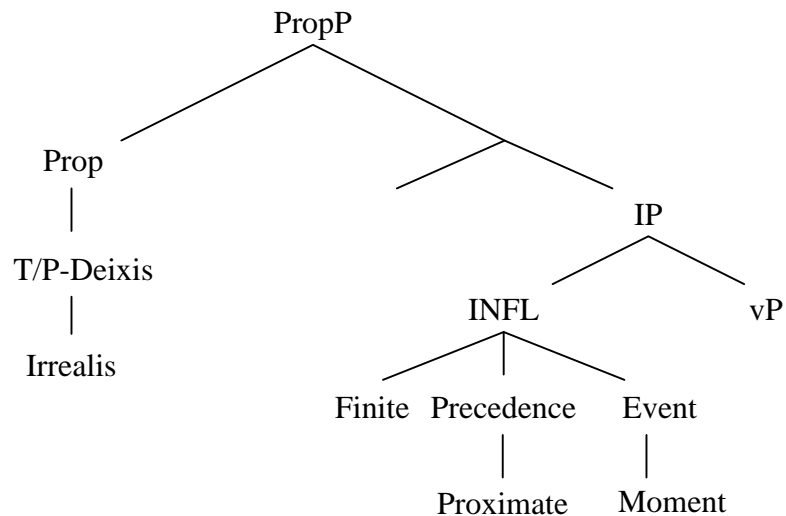 PropP
Prop
IP
T/P-Deixis
INFL vP
Irrealis
Finite Precedence Event
Proximate Moment